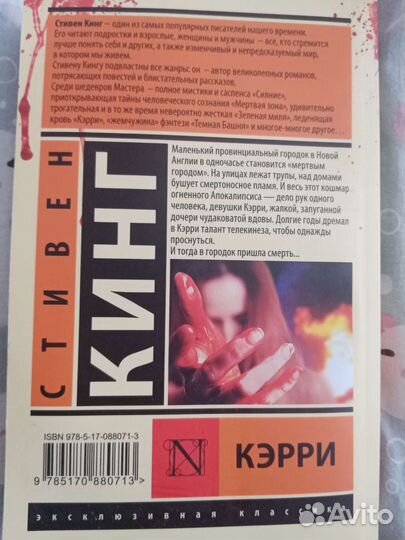 Стивен Кинг – один из самых популярных писателей нашего времени.
Его читают подростки и взрослые, женщины и мужчины – все, кто стремится
лучше понять себя и других, а также изменчивый и непредсказуемый мир,
в котором мы живем.
Стивену Кингу подвластны все жанры: он – автор великолепных романов,
потрясающих повестей и блистательных рассказов.
Среди шедевров Мастера – полное мистики и саспенса «Сияние»,
приоткрывающая тайны человеческого сознания «Мертвая зона», удивительно
трогательная и в то же время невероятно жесткая «Зеленая миля», леденящая
кровь «Кэрри», «жемчужина» фэнтези "Темная Башня» и многое-многое другое…
СТИВЕН
КИНГ
Маленький провинциальный городок в Новой
Англии в одночасье становится «мертвым
городом». На улицах лежат трупы, над домами
бушует смертоносное пламя. И весь этот кошмар
огненного Апокалипсиса — дело рук одного
человека, девушки Кэрри, жалкой, запуганной
дочери чудаковатой вдовы. Долгие годы дремал
в Кэрри талант телекинеза, чтобы однажды
проснуться.
И тогда в городок пришла смерть...
ISBN 978-5-17-088071-3
9 785170 880713 >
N
КЭРРИ
эксклюзивная классика
Avito